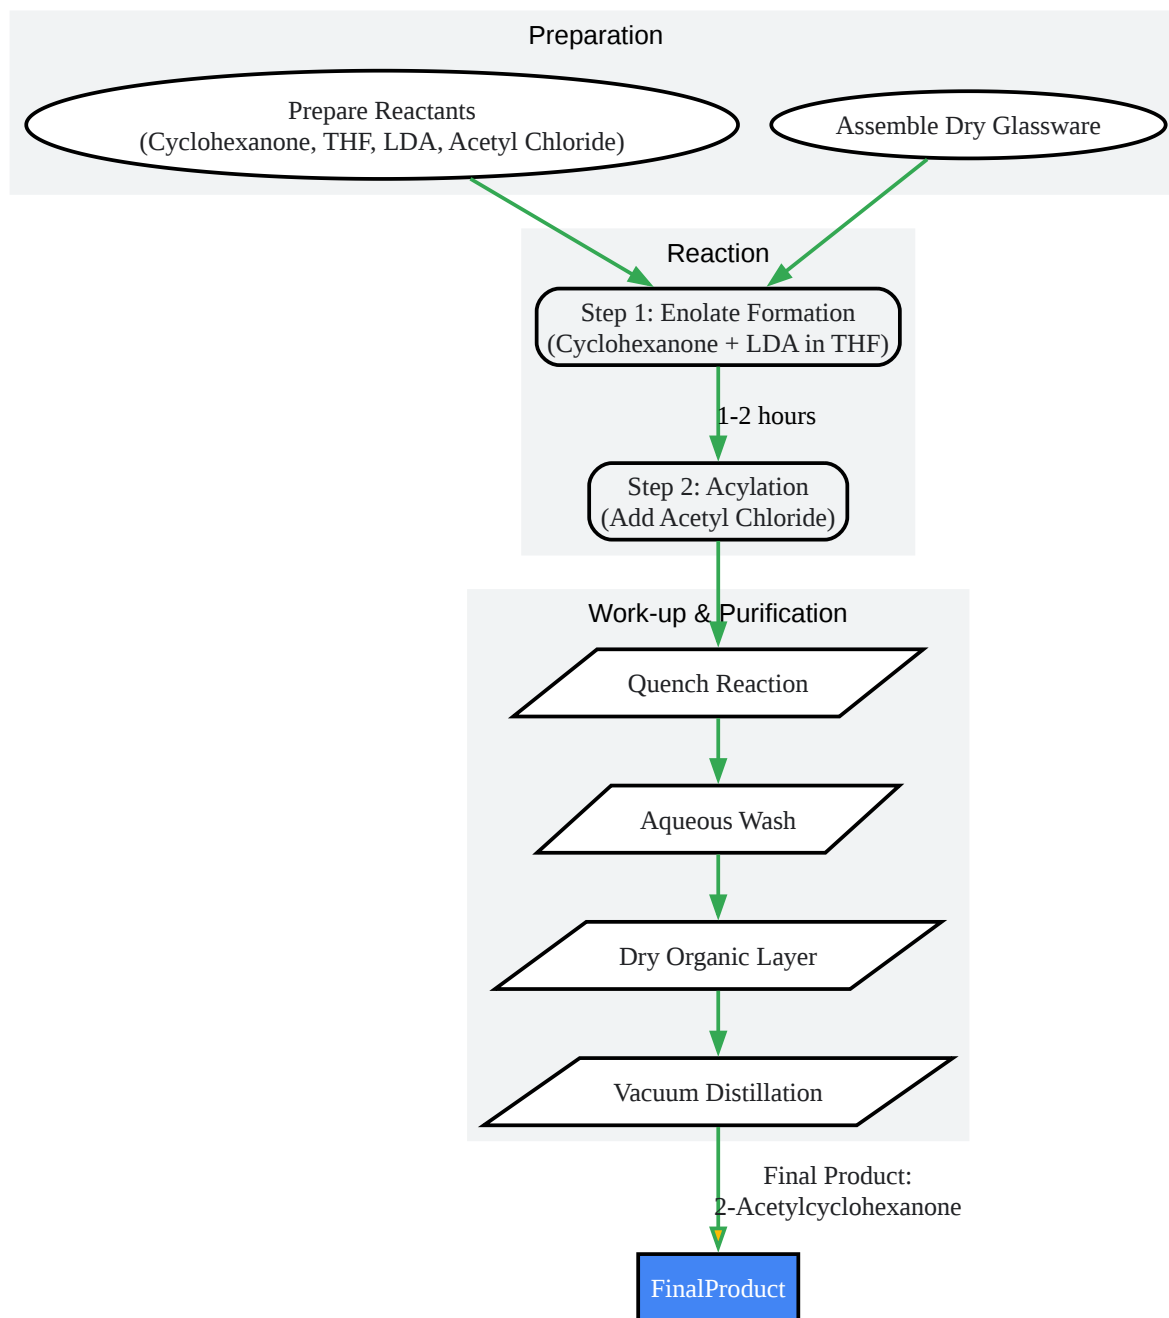 Preparation
Prepare Reactants
(Cyclohexanone, THF, LDA, Acetyl Chloride)
Assemble Dry Glassware
Reaction
Step 1: Enolate Formation
(Cyclohexanone + LDA in THF)
1-2 hours
Step 2: Acylation
(Add Acetyl Chloride)
Work-up & Purification
Quench Reaction
Aqueous Wash
Dry Organic Layer
Vacuum Distillation
Final Product:
2-Acetylcyclohexanone
FinalProduct